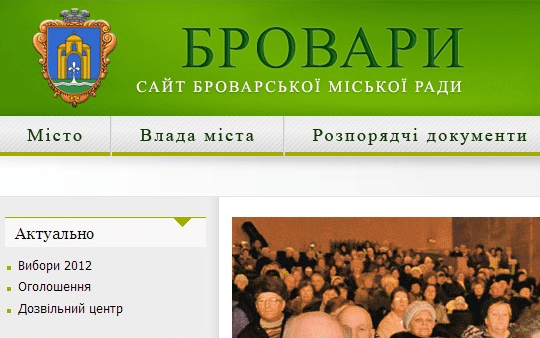 БРОВАРИ
САЙТ БРОВАРСЬКОЇ МІСЬКОЇ РАДИ
Місто
Влада міста
Розпорядчі документи
Актуально
Вибори 2012
Оголошення
Дозвільний центр